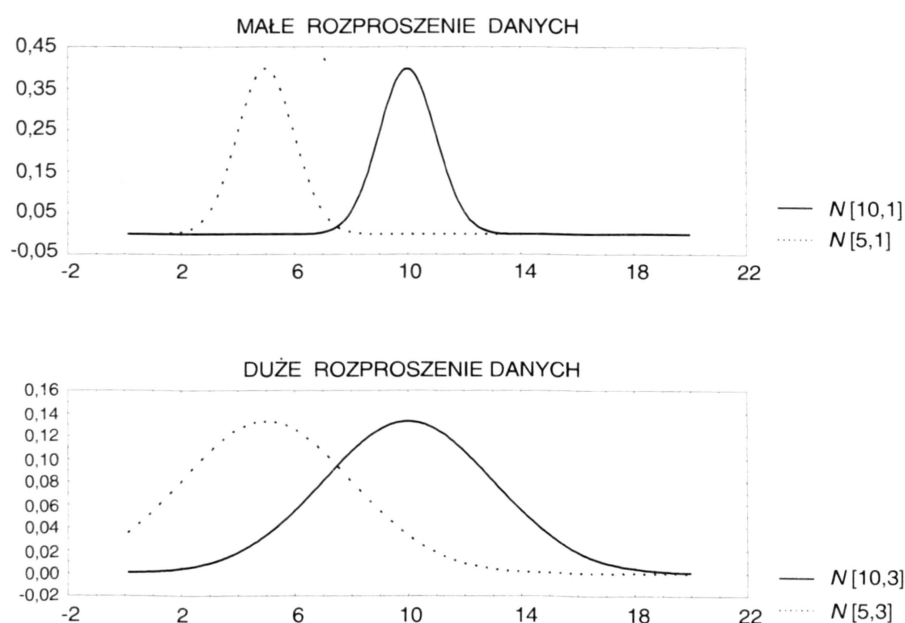 MAŁE ROZPROSZENIE DANYCH
0,45
0,35
0,25
0,15
0,05
-0,05
-2 2 6 10 14 18 22
N[10,1]
N[5,1]
DUŻE ROZPROSZENIE DANYCH
0,16
0,14
0,12
0,10
0,08
0,06
0,04
0,02
0,00
-0,02
-2 2 6 10 14 18 22
N[10,3]
N[5,3]